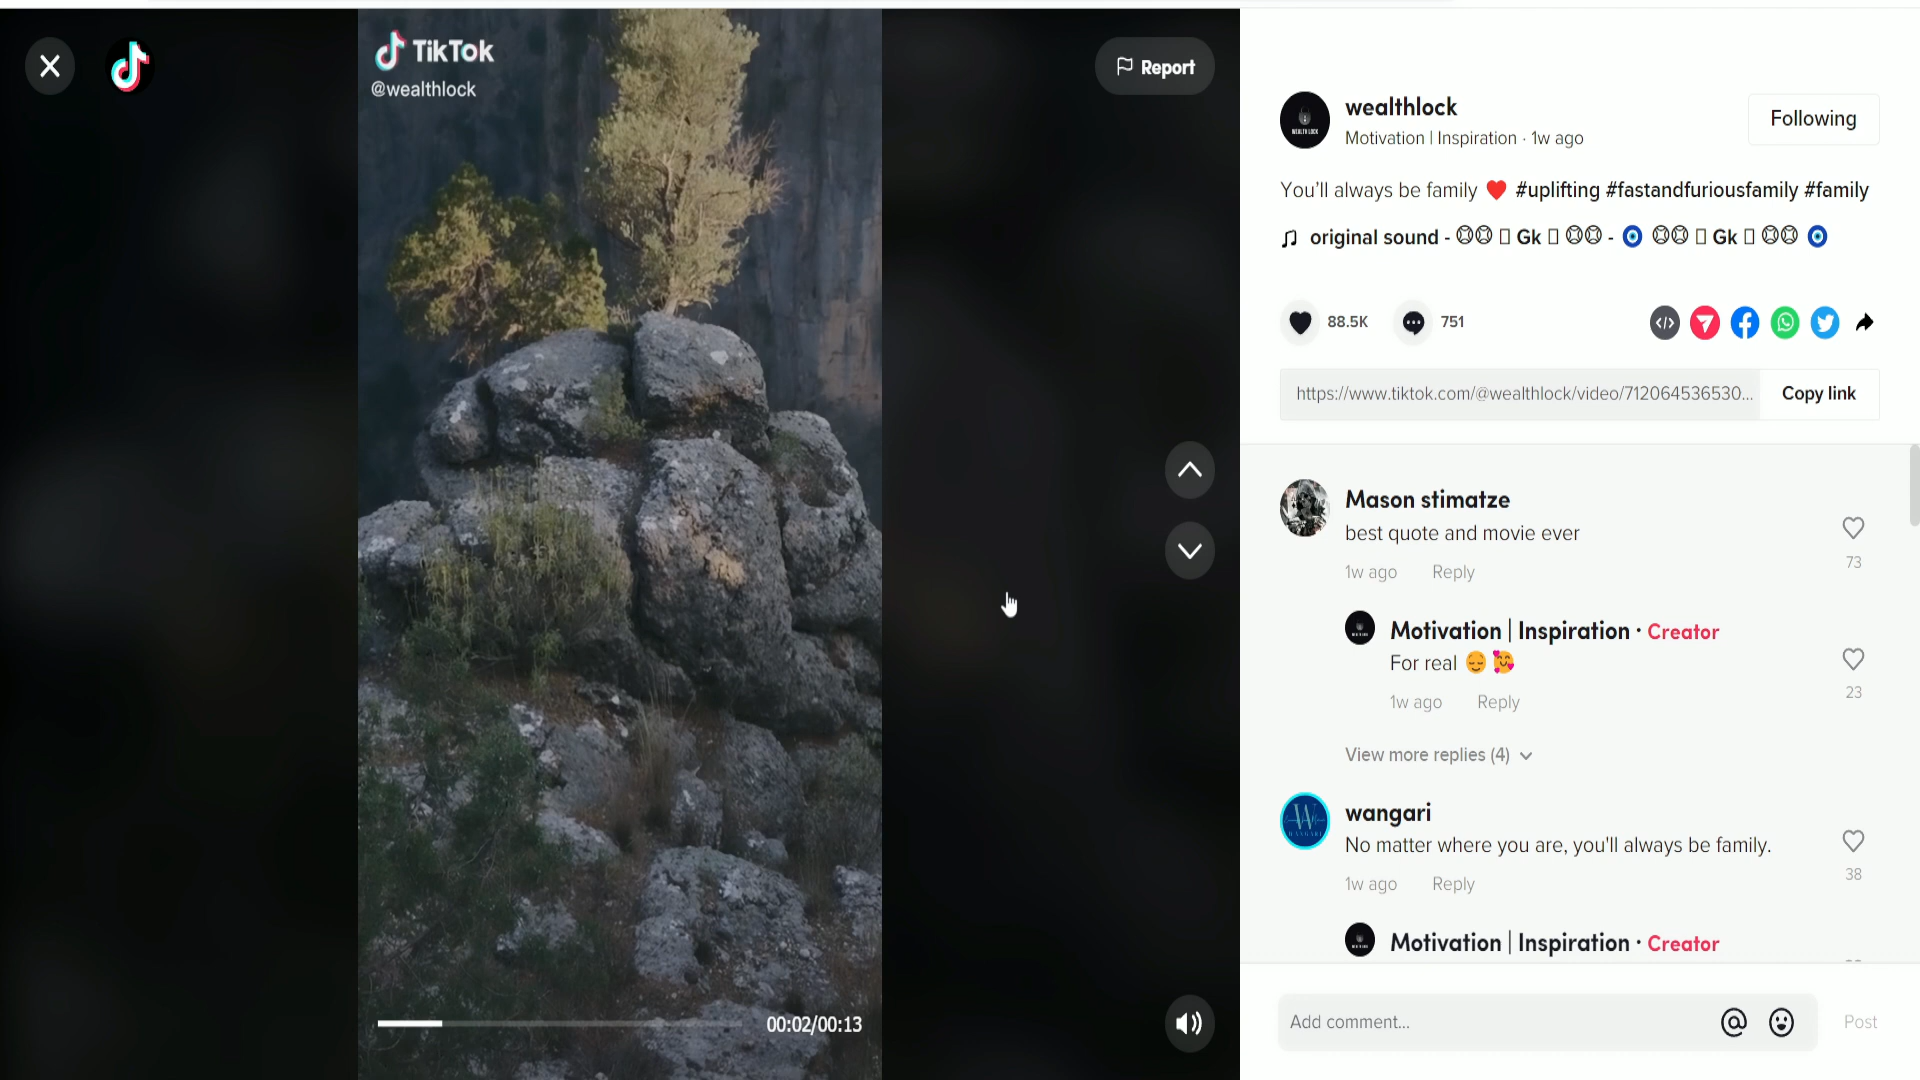 TikTok
@wealthlock
Report
00:02/00:13
wealthlock
Motivation | Inspiration · 1w ago
Following
You'll always be family ❤️ #uplifting #fastandfuriousfamily #family
original sound - Gk - 🧿 Gk 🧿
88.5K
751
https://www.tiktok.com/@wealthlock/video/712064536530...
Copy link
Mason stimatze
best quote and movie ever
73
1w ago Reply
Motivation | Inspiration · Creator
For real 😌 🥰
23
1w ago Reply
View more replies (4)
wangari
No matter where you are, you'll always be family.
38
1w ago Reply
Motivation | Inspiration · Creator
Add comment...
Post